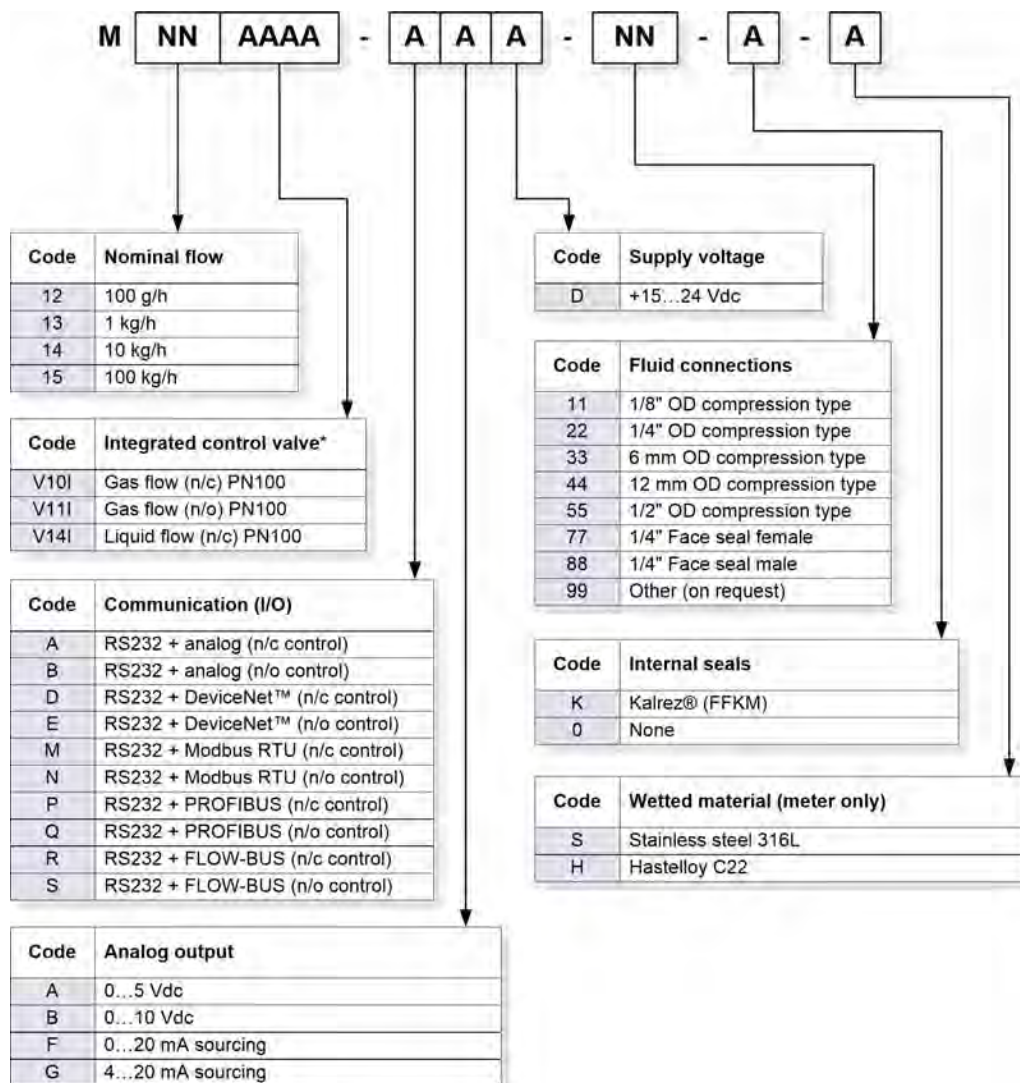 M NN AAAA - A A A - NN - A - A
Code Nominal flow
12 100 g/h
13 1 kg/h
14 10 kg/h
15 100 kg/h
Code Integrated control valve*
V10I Gas flow (n/c) PN100
V11I Gas flow (n/o) PN100
V14I Liquid flow (n/c) PN100
Code Communication (I/O)
A RS232 + analog (n/c control)
B RS232 + analog (n/o control)
D RS232 + DeviceNet™ (n/c control)
E RS232 + DeviceNet™ (n/o control)
M RS232 + Modbus RTU (n/c control)
N RS232 + Modbus RTU (n/o control)
P RS232 + PROFIBUS (n/c control)
Q RS232 + PROFIBUS (n/o control)
R RS232 + FLOW-BUS (n/c control)
S RS232 + FLOW-BUS (n/o control)
Code Analog output
A 0...5 Vdc
B 0...10 Vdc
F 0...20 mA sourcing
G 4...20 mA sourcing
Code Supply voltage
D +15...24 Vdc
Code Fluid connections
11 1/8" OD compression type
22 1/4" OD compression type
33 6 mm OD compression type
44 12 mm OD compression type
55 1/2" OD compression type
77 1/4" Face seal female
88 1/4" Face seal male
99 Other (on request)
Code Internal seals
K Kalrez® (FFKM)
0 None
Code Wetted material (meter only)
S Stainless steel 316L
H Hastelloy C22